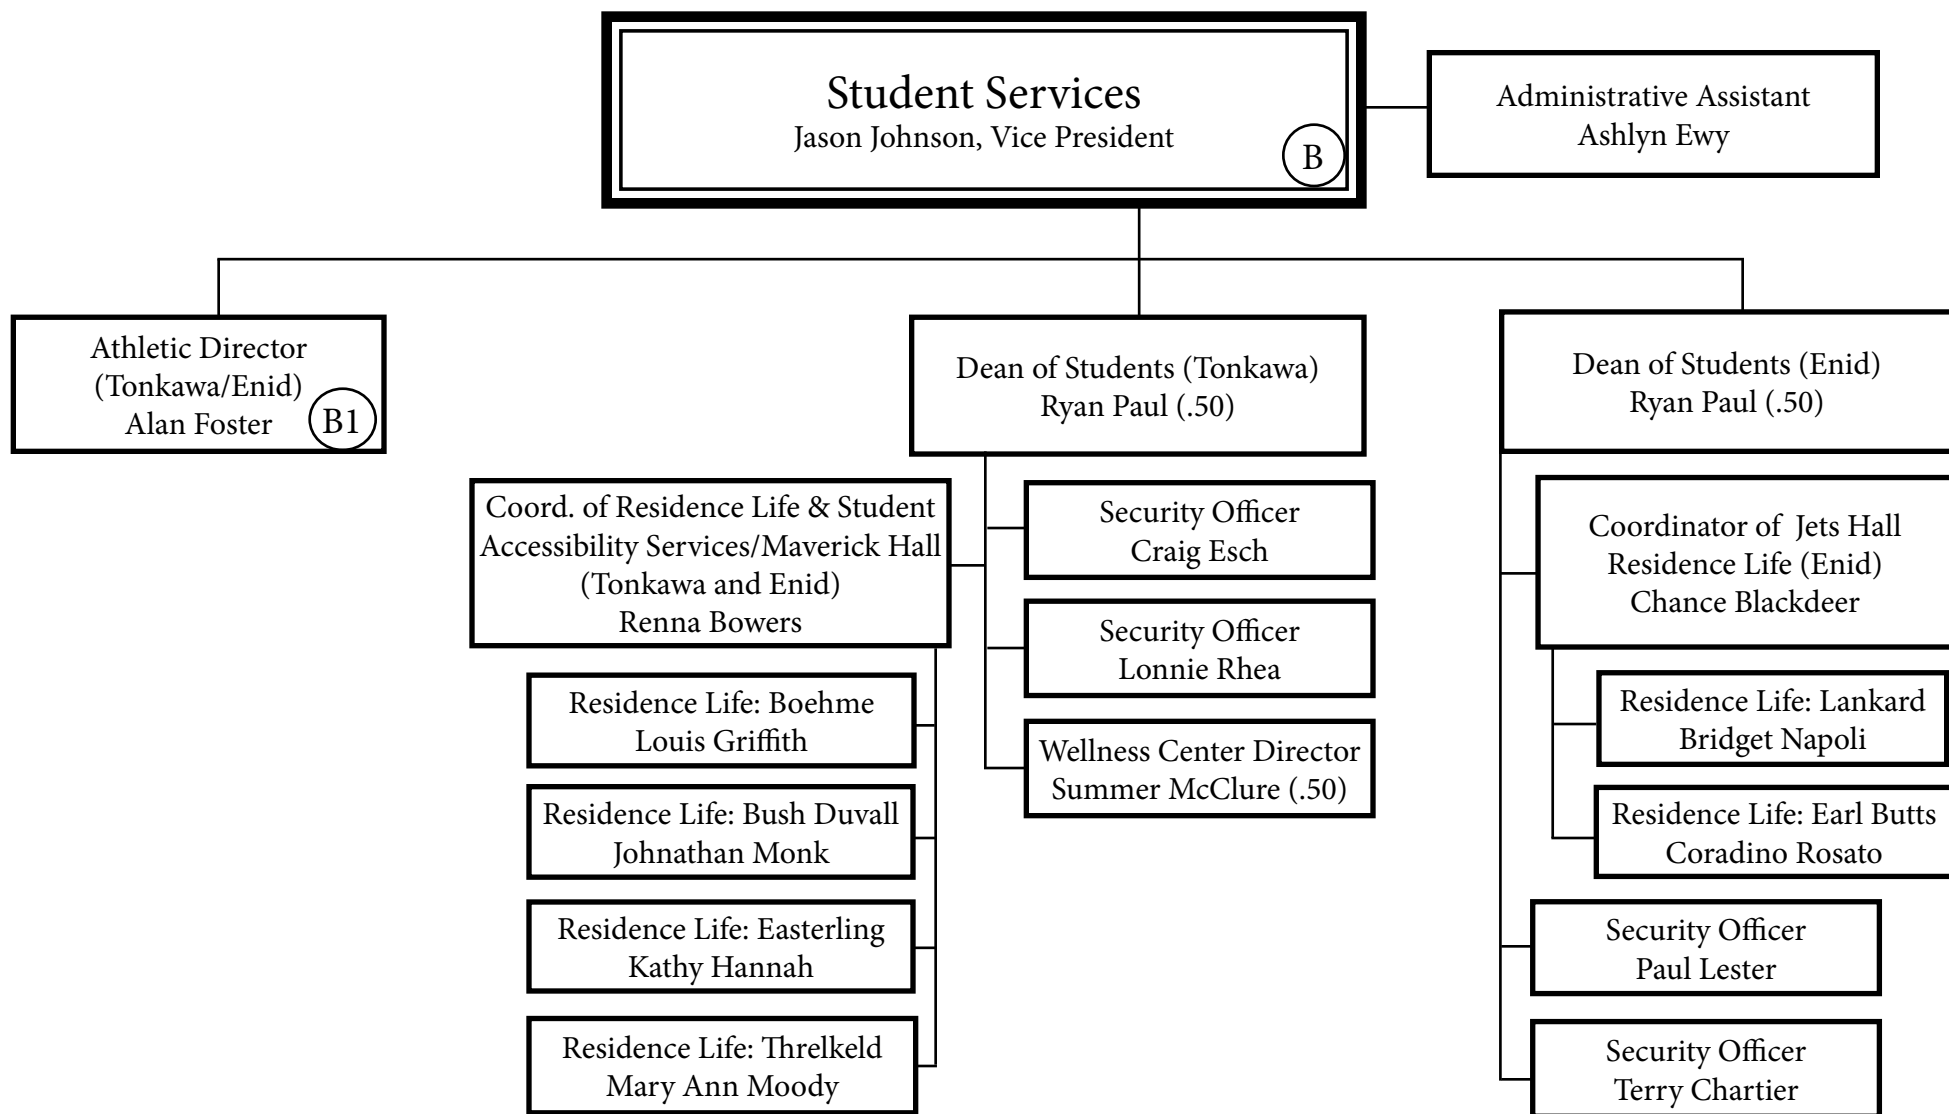 Student Services
Jason Johnson, Vice President
B
Administrative Assistant
Ashlyn Ewy
Athletic Director
(Tonkawa/Enid)
Alan Foster
B1
Dean of Students (Tonkawa)
Ryan Paul (.50)
Dean of Students (Enid)
Ryan Paul (.50)
Coord. of Residence Life & Student
Accessibility Services/Maverick Hall
(Tonkawa and Enid)
Renna Bowers
Residence Life: Boehme
Louis Griffith
Residence Life: Bush Duvall
Johnathan Monk
Residence Life: Easterling
Kathy Hannah
Residence Life: Threlkeld
Mary Ann Moody
Security Officer
Craig Esch
Security Officer
Lonnie Rhea
Wellness Center Director
Summer McClure (.50)
Coordinator of  Jets Hall
Residence Life (Enid)
Chance Blackdeer
Residence Life: Lankard
Bridget Napoli
Residence Life: Earl Butts
Coradino Rosato
Security Officer
Paul Lester
Security Officer
Terry Chartier